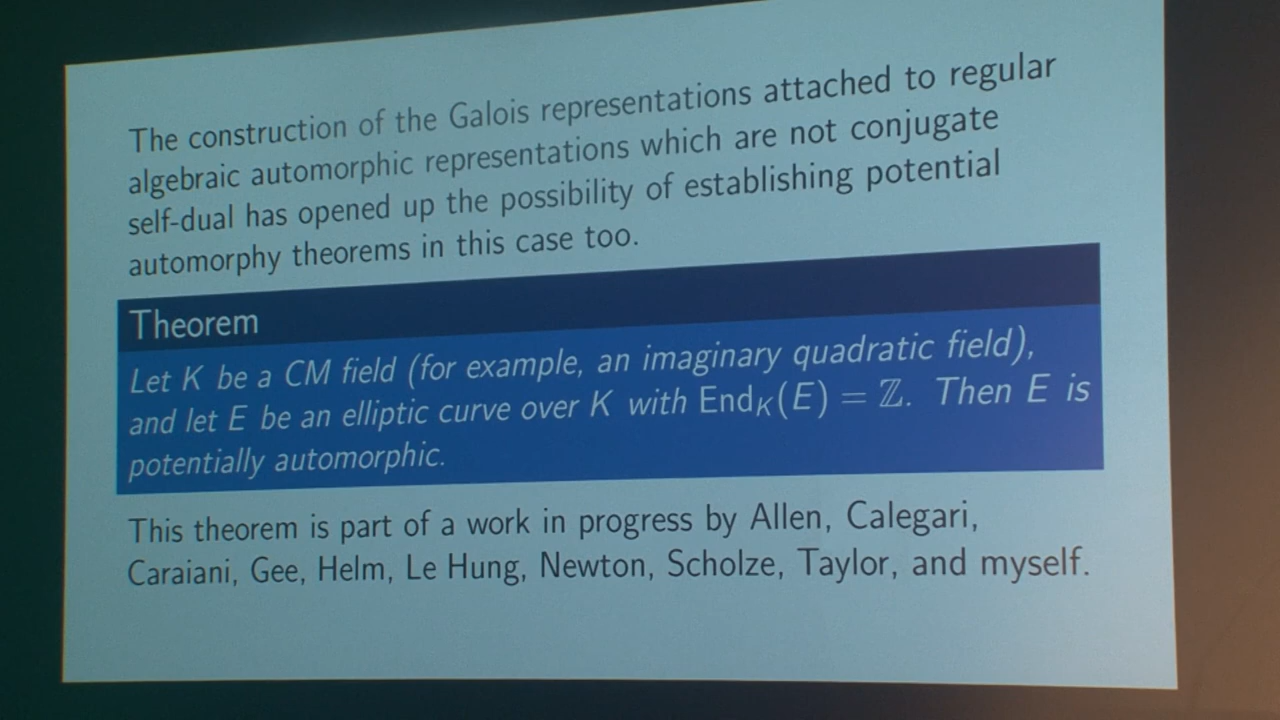 The construction of the Galois representations attached to regular
algebraic automorphic representations which are not conjugate
self-dual has opened up the possibility of establishing potential
automorphy theorems in this case too.
Theorem
Let K be a CM field (for example, an imaginary quadratic field),
and let E be an elliptic curve over K with End_K(E) = ℤ. Then E is
potentially automorphic.
This theorem is part of a work in progress by Allen, Calegari,
Caraiani, Gee, Helm, Le Hung, Newton, Scholze, Taylor, and myself.